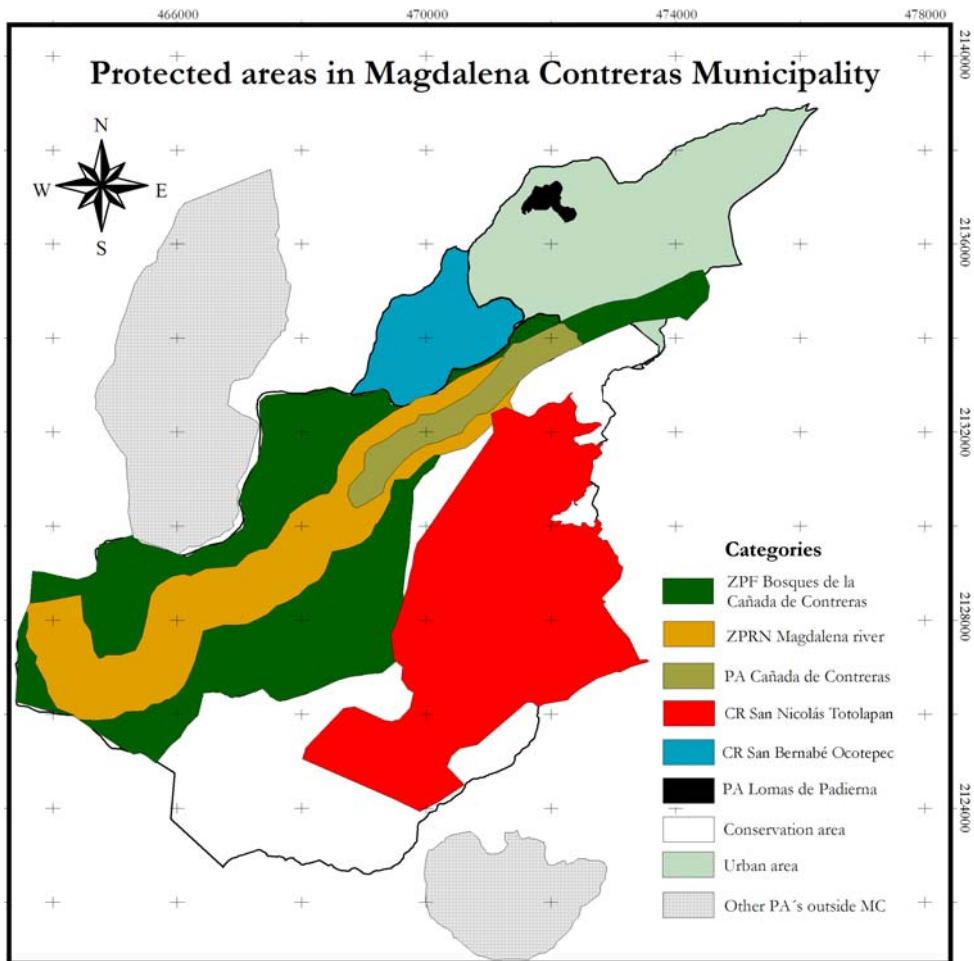 466000 470000 474000 478000
Protected areas in Magdalena Contreras Municipality
N
W E
S
2140000
2136000
2132000
2128000
2124000
Categories
ZPF Bosques de la
Cañada de Contreras
ZPRN Magdalena river
PA Cañada de Contreras
CR San Nicolás Totolapan
CR San Bernabé Ocotepec
PA Lomas de Padierna
Conservation area
Urban area
Other PA´s outside MC